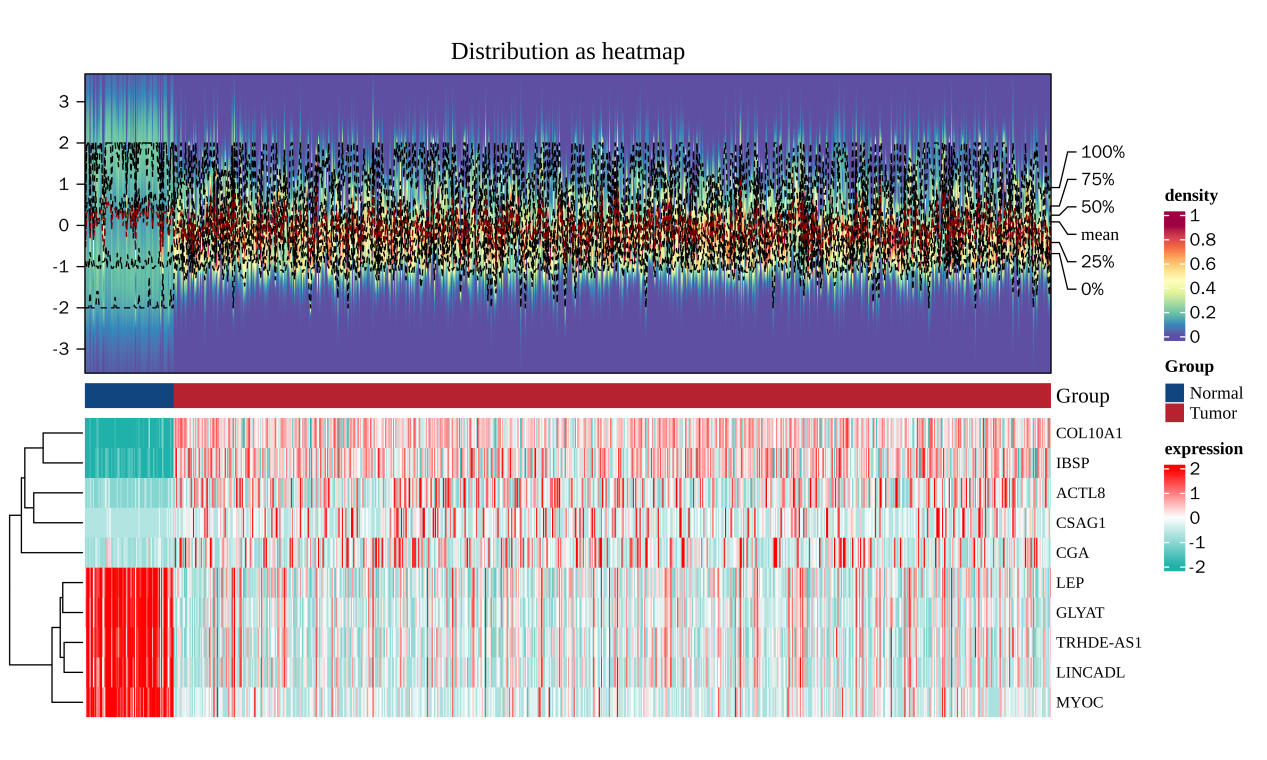 Distribution as heatmap
3
2
1
0
-1
-2
-3
100%
75%
50%
mean
25%
0%
density
1
0.8
0.6
0.4
0.2
0
Group
Normal
Tumor
expression
2
1
0
-1
-2
Group
COL10A1
IBSP
ACTL8
CSAG1
CGA
LEP
GLYAT
TRHDE-AS1
LINCADL
MYOC